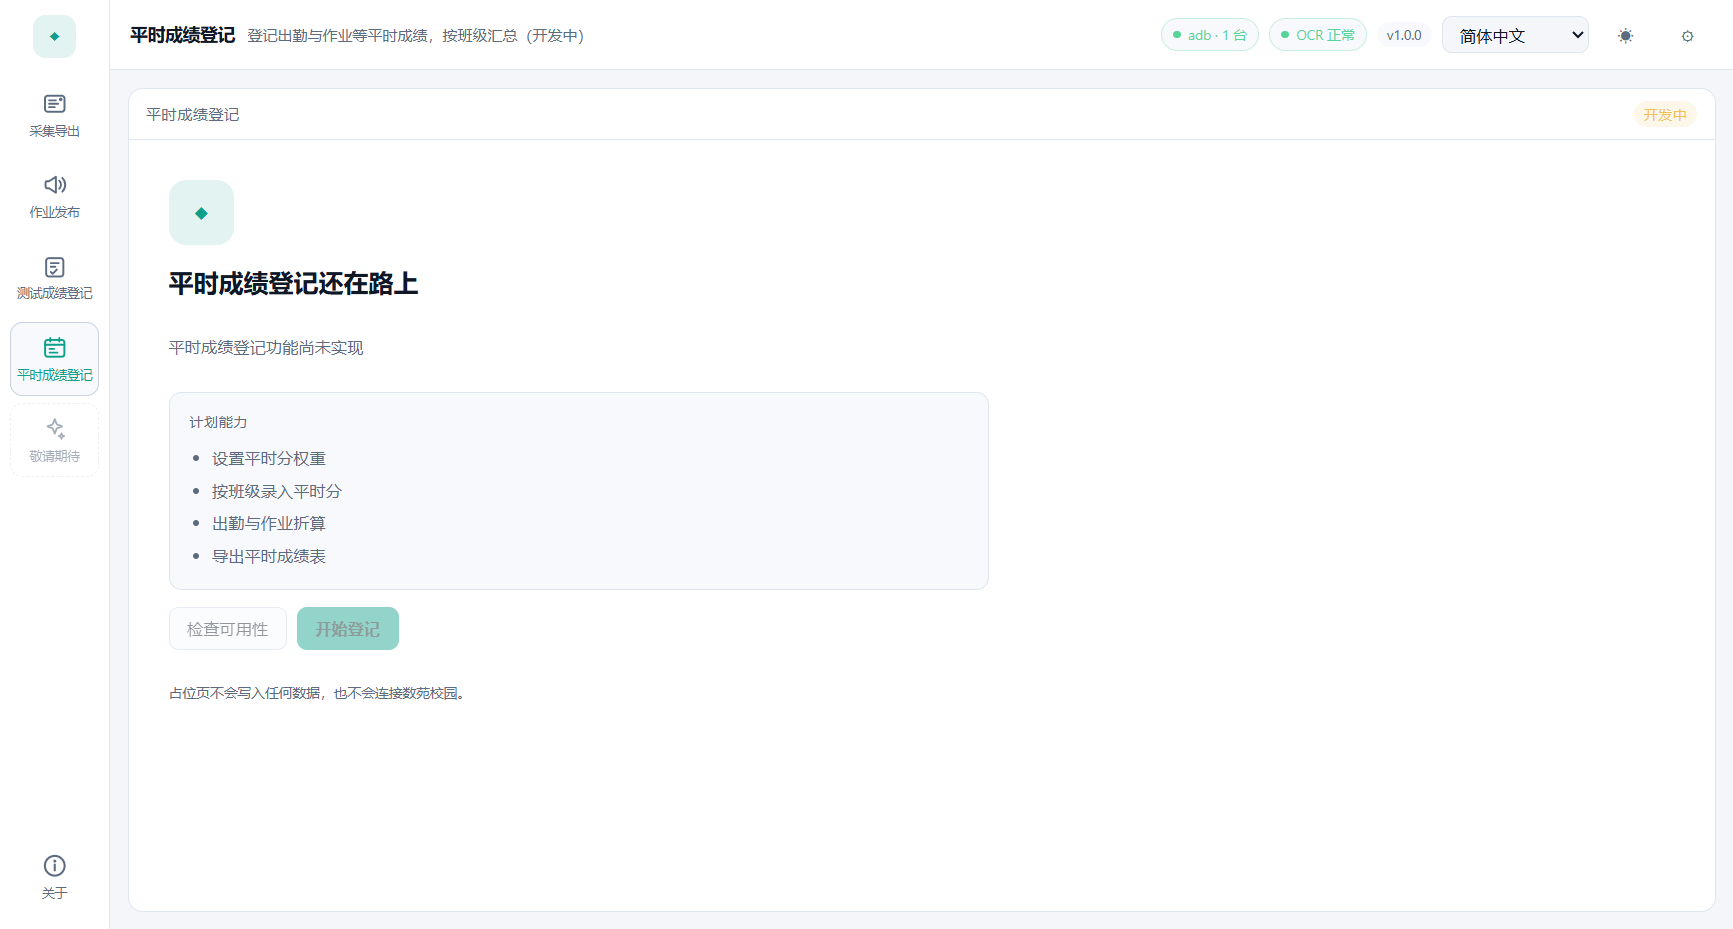 平时成绩登记 登记出勤与作业等平时成绩，按班级汇总（开发中）
adb · 1 台
OCR 正常
v1.0.0
简体中文
采集导出
作业发布
测试成绩登记
平时成绩登记
敬请期待
关于
平时成绩登记
开发中
平时成绩登记还在路上
平时成绩登记功能尚未实现
计划能力
设置平时分权重
按班级录入平时分
出勤与作业折算
导出平时成绩表
检查可用性
开始登记
占位页不会写入任何数据，也不会连接数苑校园。